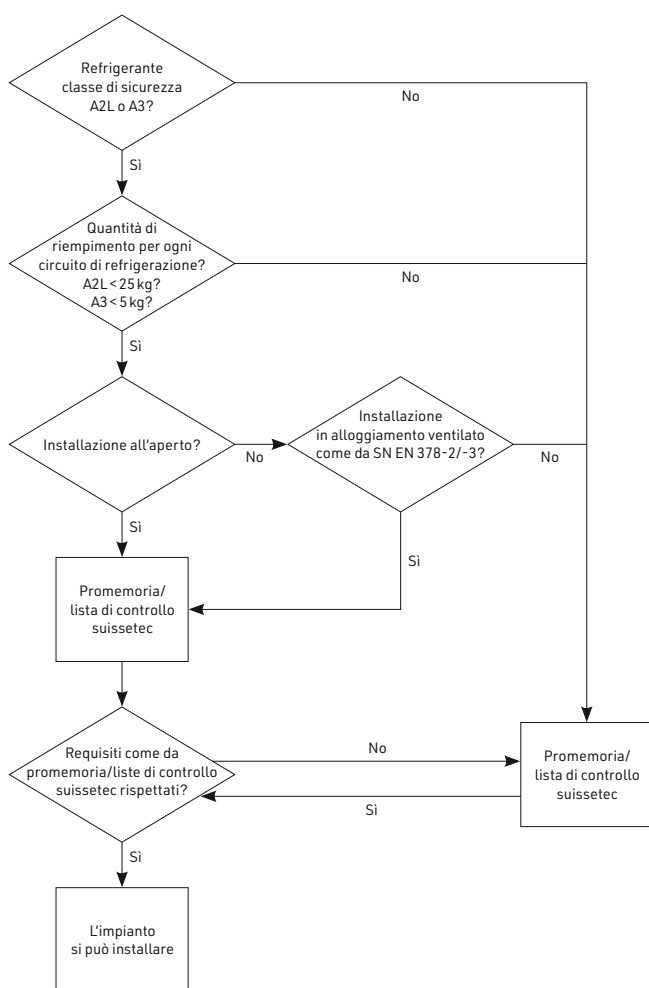 Refrigerante
classe di sicurezza
A2L o A3?
No
Sì
Quantità di
riempimento per ogni
circuito di refrigerazione?
A2L < 25 kg?
A3 < 5 kg?
No
Sì
Installazione all'aperto?
No
Installazione
in alloggiamento ventilato
come da SN EN 378-2/-3?
No
Sì
Sì
Promemoria/
lista di controllo
suissetec
Requisiti come da
promemoria/liste di controllo
suissetec rispettati?
No
Sì
Promemoria/
lista di controllo
suissetec
Sì
L'impianto
si può installare